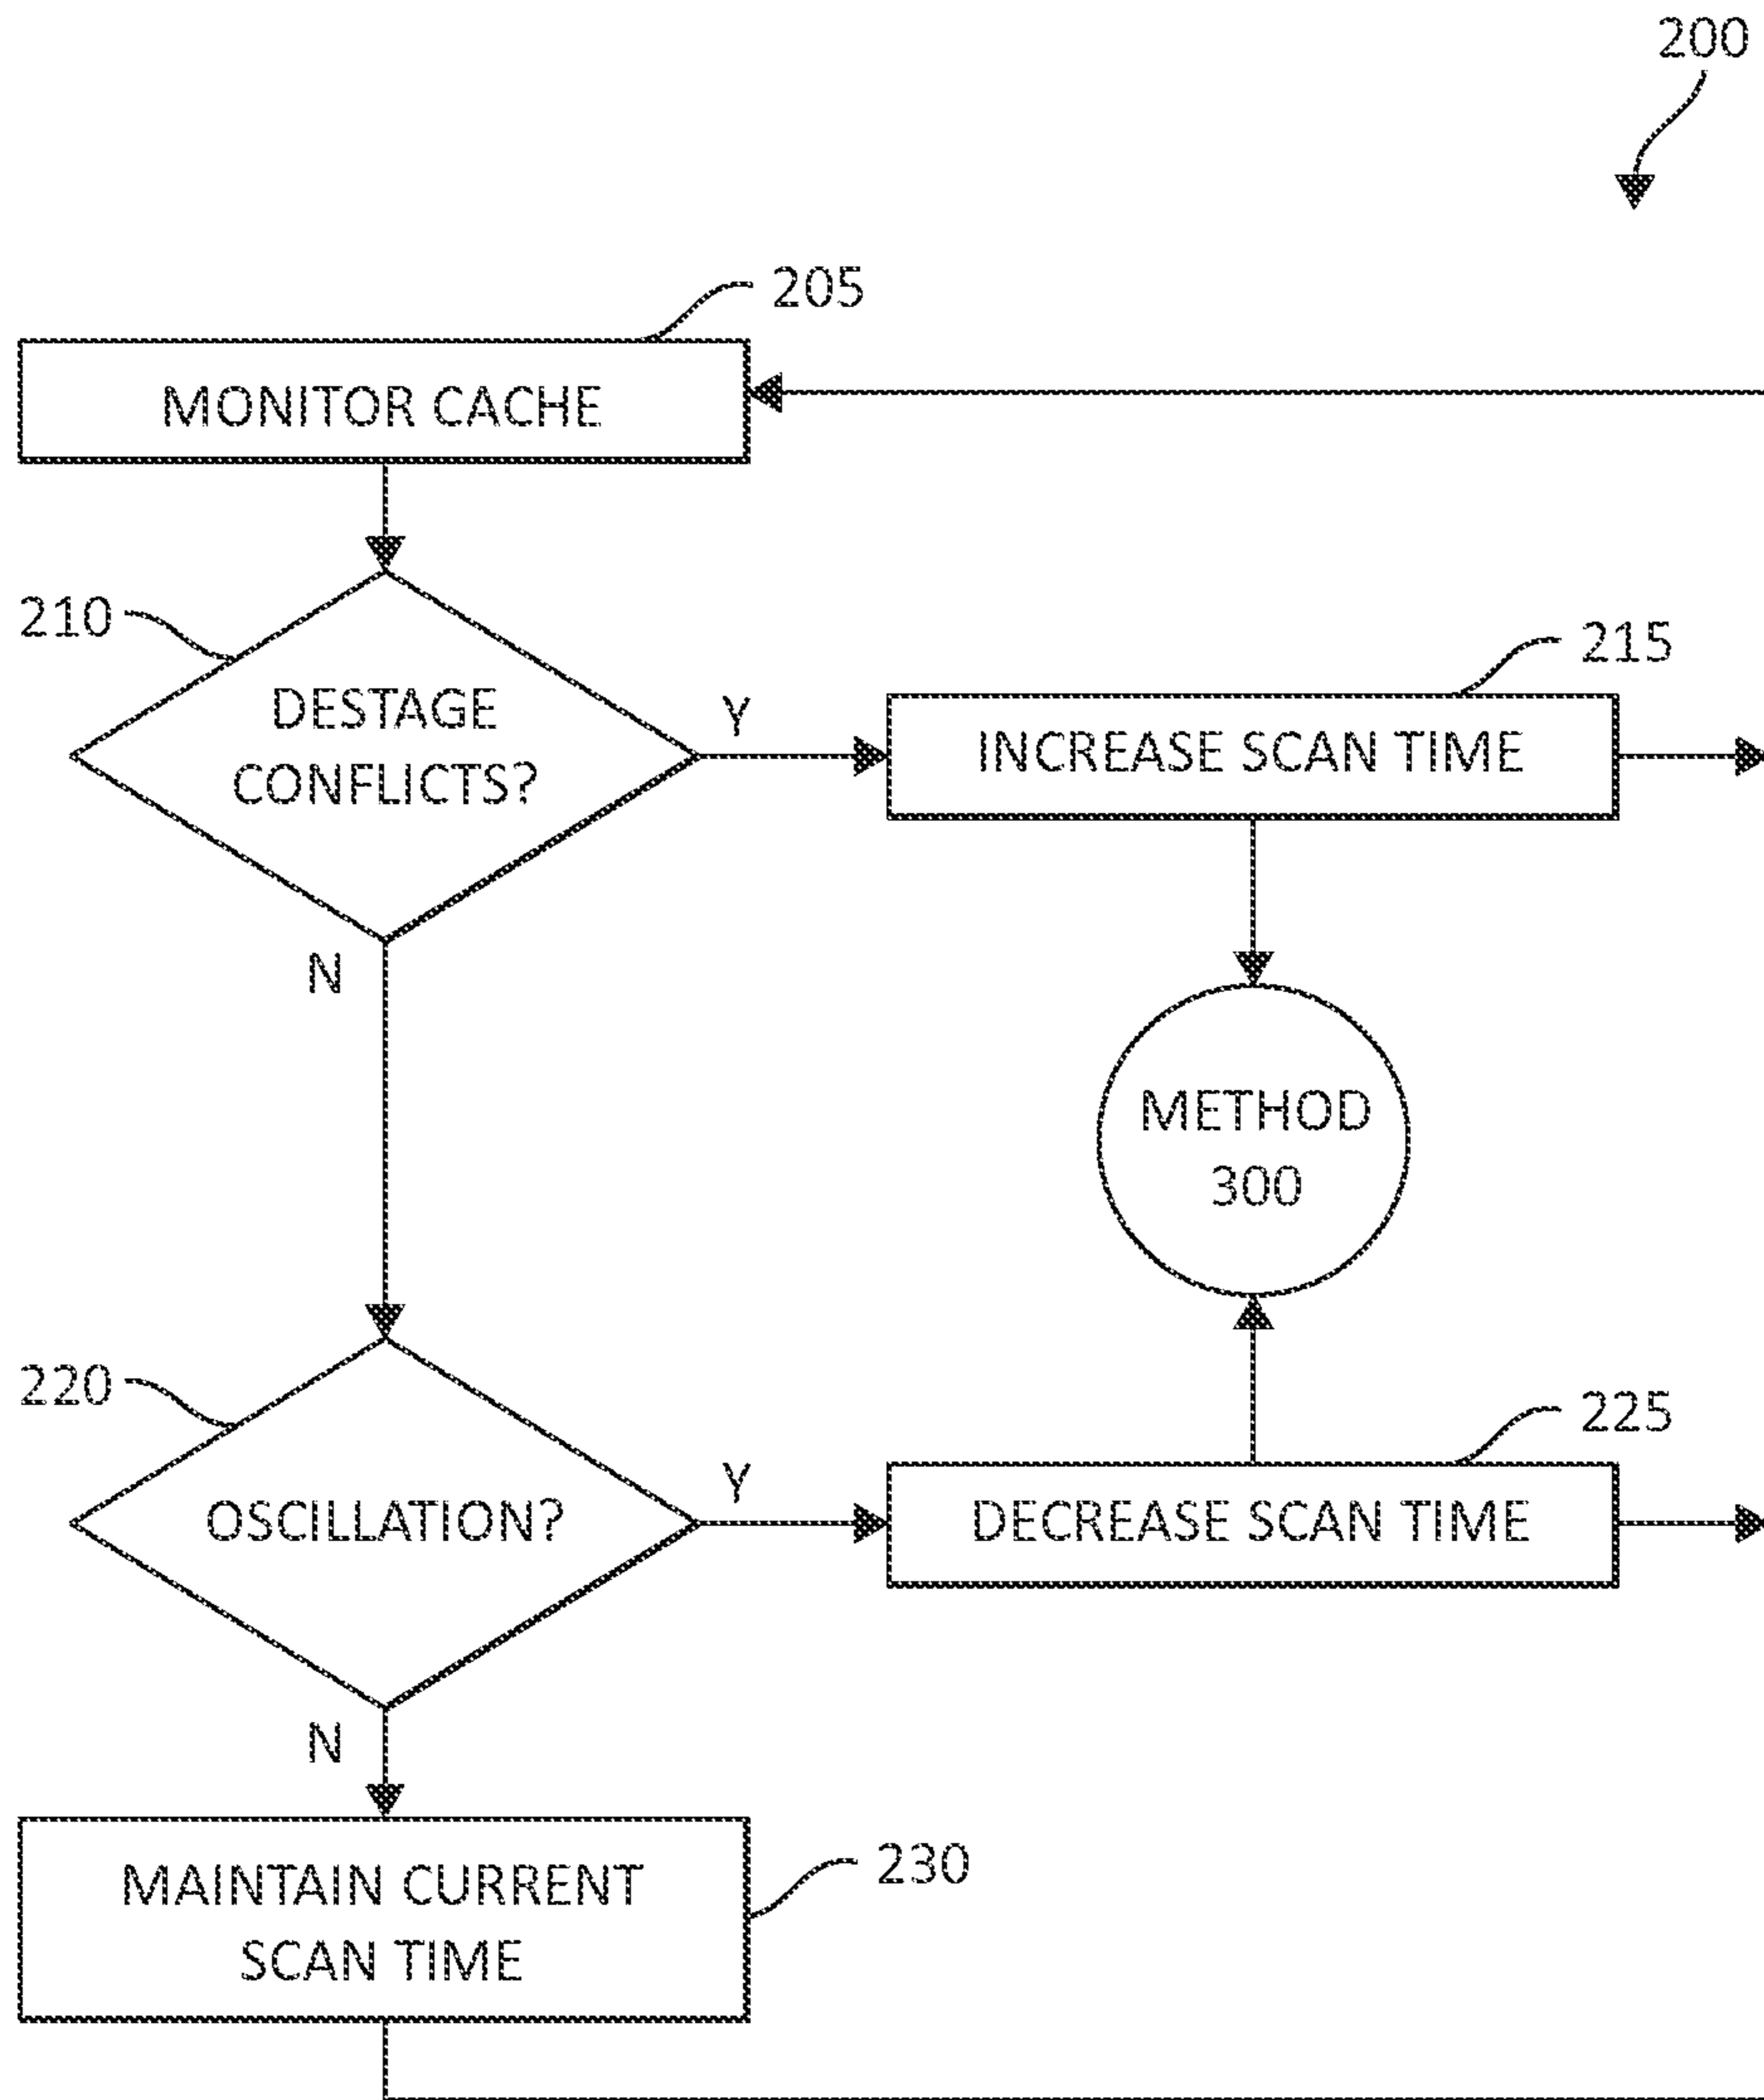 200
205
MONITOR CACHE
210
DESTAGE
CONFLICTS?
Y
215
INCREASE SCAN TIME
N
METHOD
300
220
OSCILLATION?
Y
225
DECREASE SCAN TIME
N
MAINTAIN CURRENT
SCAN TIME
230